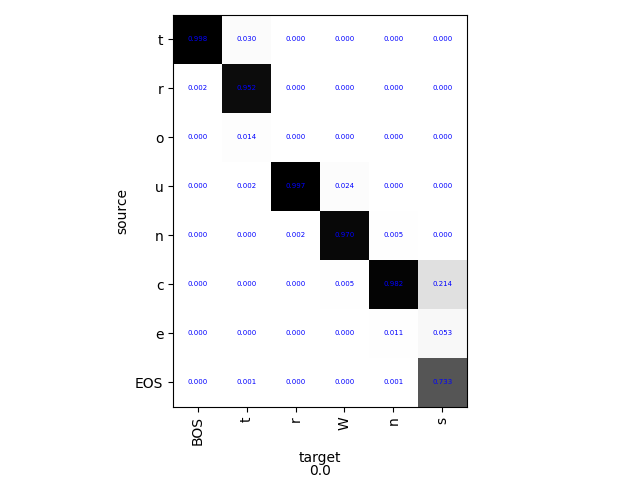 t 0.030 0.000 0.000 0.000 0.000
r 0.002 0.000 0.000 0.000 0.000
o 0.000 0.014 0.000 0.000 0.000 0.000
u 0.000 0.002 0.997 0.024 0.000 0.000
n 0.000 0.000 0.002 0.970 0.005 0.000
c 0.000 0.000 0.000 0.005 0.214
e 0.000 0.000 0.000 0.000 0.011 0.053
EOS 0.000 0.001 0.000 0.000 0.001 0.733
source
BOS t r W n s
target
0.0